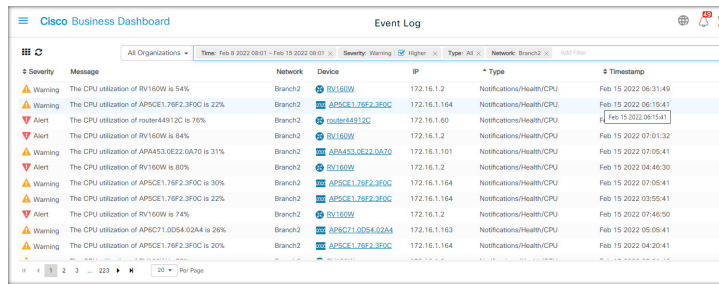 Cisco Business Dashboard
Event Log
49
All Organizations
Time: Feb 8 2022 08:01 ~ Feb 15 2022 08:01 × Severity: Warning Higher × Type: All × Network: Branch2 × Add Filter
Severity Message Network Device IP Type Timestamp
Warning The CPU utilization of RV160W is 54% Branch2 RV160W 172.16.1.2 Notifications/Health/CPU Feb 15 2022 06:31:49
Warning The CPU utilization of AP5CE1.76F2.3F0C is 22% Branch2 AP5CE1.76F2.3F0C 172.16.1.164 Notifications/Health/CPU Feb 15 2022 06:15:41
Alert The CPU utilization of router44912C is 76% Branch2 router44912C 172.16.1.60 Notifications/Health/CPU
Feb 15 2022 06:15:41
Alert The CPU utilization of RV160W is 84% Branch2 RV160W 172.16.1.2 Notifications/Health/CPU Feb 15 2022 07:01:32
Warning The CPU utilization of APA453.0E22.0A70 is 31% Branch2 APA453.0E22.0A70 172.16.1.101 Notifications/Health/CPU Feb 15 2022 07:05:41
Alert The CPU utilization of RV160W is 80% Branch2 RV160W 172.16.1.2 Notifications/Health/CPU Feb 15 2022 04:46:30
Warning The CPU utilization of AP5CE1.76F2.3F0C is 30% Branch2 AP5CE1.76F2.3F0C 172.16.1.164 Notifications/Health/CPU Feb 15 2022 07:05:41
Warning The CPU utilization of AP5CE1.76F2.3F0C is 22% Branch2 AP5CE1.76F2.3F0C 172.16.1.164 Notifications/Health/CPU Feb 15 2022 03:55:41
Alert The CPU utilization of RV160W is 74% Branch2 RV160W 172.16.1.2 Notifications/Health/CPU Feb 15 2022 07:46:50
Warning The CPU utilization of AP6C71.0D54.02A4 is 26% Branch2 AP6C71.0D54.02A4 172.16.1.163 Notifications/Health/CPU Feb 15 2022 05:05:41
Warning The CPU utilization of AP5CE1.76F2.3F0C is 20% Branch2 AP5CE1.76F2.3F0C 172.16.1.164 Notifications/Health/CPU Feb 15 2022 04:20:41
1 2 3 ... 223 20 Per Page